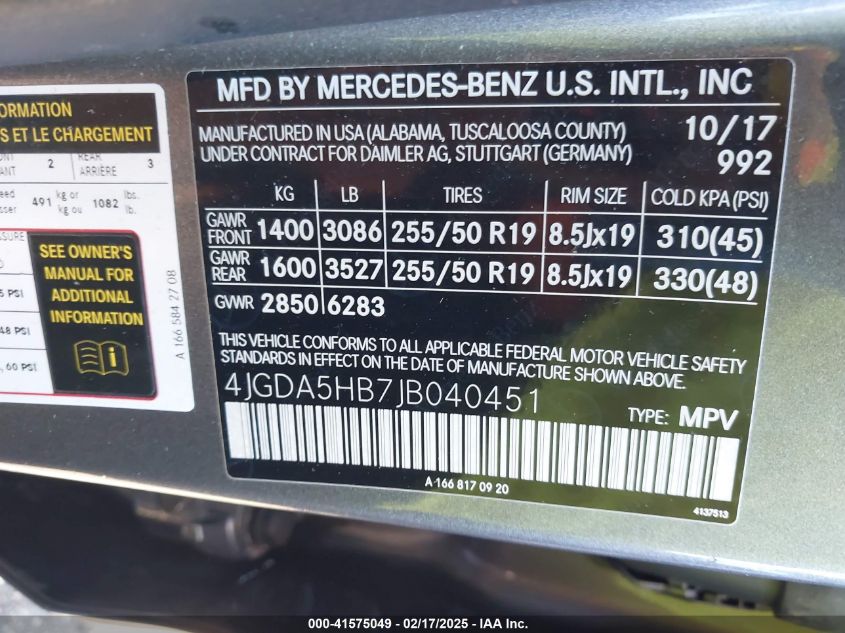 ORMATION
S ET LE CHARGEMENT
2 REAR ARRIÈRE 3
491 kg or kg ou 1082 lbs. lb.
SEE OWNER'S
MANUAL FOR
ADDITIONAL
INFORMATION
5 PSI
48 PSI
, 60 PSI
A 166 584 27 08
MFD BY MERCEDES-BENZ U.S. INTL., INC
MANUFACTURED IN USA (ALABAMA, TUSCALOOSA COUNTY) 10/17
UNDER CONTRACT FOR DAIMLER AG, STUTTGART (GERMANY) 992
KG LB TIRES RIM SIZE COLD KPA (PSI)
GAWR FRONT 1400 3086 255/50 R19 8.5Jx19 310(45)
GAWR REAR 1600 3527 255/50 R19 8.5Jx19 330(48)
GVWR 2850 6283
THIS VEHICLE CONFORMS TO ALL APPLICABLE FEDERAL MOTOR VEHICLE SAFETY
STANDARDS IN EFFECT ON THE DATE OF MANUFACTURE SHOWN ABOVE.
4JGDA5HB7JB040451
TYPE: MPV
A 166 817 09 20
4137513
000-41575049 - 02/17/2025 - IAA Inc.